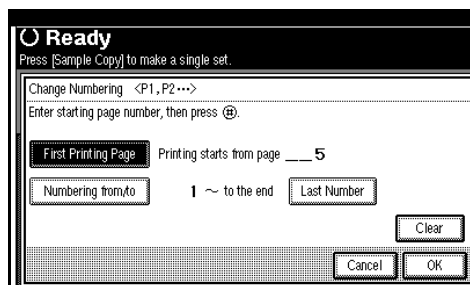 Ready
Press [Sample Copy] to make a single set.
Change Numbering <P1,P2···>
Enter starting page number, then press ⌗.
First Printing Page Printing starts from page __5
Numbering from/to 1 ~ to the end Last Number
Clear
Cancel OK